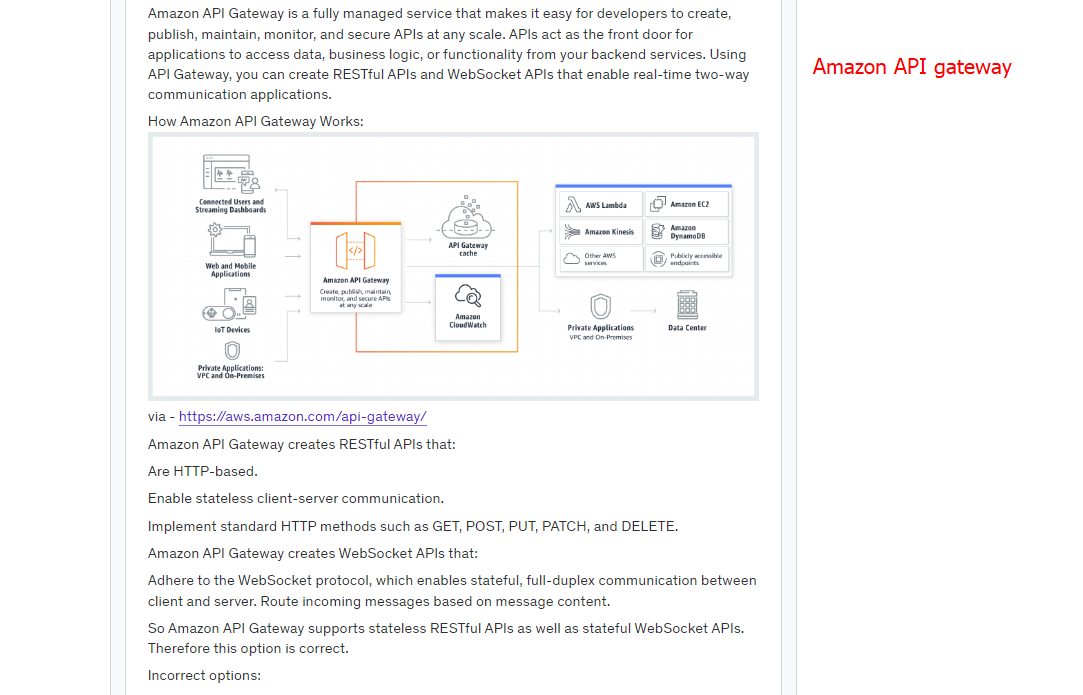 Amazon API Gateway is a fully managed service that makes it easy for developers to create,
publish, maintain, monitor, and secure APIs at any scale. APIs act as the front door for
applications to access data, business logic, or functionality from your backend services. Using
API Gateway, you can create RESTful APIs and WebSocket APIs that enable real-time two-way
communication applications.
Amazon API gateway
How Amazon API Gateway Works:
Connected Users and
Streaming Dashboards
Web and Mobile
Applications
IoT Devices
Private Applications:
VPC and On-Premises
</>
Amazon API Gateway
Create, publish, maintain,
monitor, and secure APIs
at any scale
API Gateway
cache
Amazon
CloudWatch
AWS Lambda
Amazon EC2
Amazon Kinesis
Amazon
DynamoDB
Other AWS
services
Publicly accessible
endpoints
Private Applications
VPC and On-Premises
Data Center
via - https://aws.amazon.com/api-gateway/
Amazon API Gateway creates RESTful APIs that:
Are HTTP-based.
Enable stateless client-server communication.
Implement standard HTTP methods such as GET, POST, PUT, PATCH, and DELETE.
Amazon API Gateway creates WebSocket APIs that:
Adhere to the WebSocket protocol, which enables stateful, full-duplex communication between
client and server. Route incoming messages based on message content.
So Amazon API Gateway supports stateless RESTful APIs as well as stateful WebSocket APIs.
Therefore this option is correct.
Incorrect options: